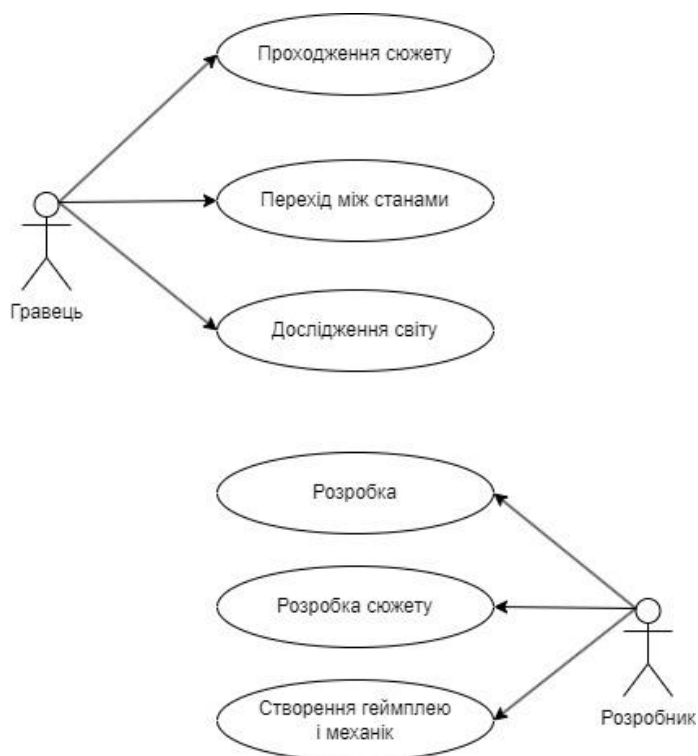 Проходження сюжету
Перехід між станами
Гравець
Дослідження світу
Розробка
Розробка сюжету
Створення геймплею
і механік
Розробник